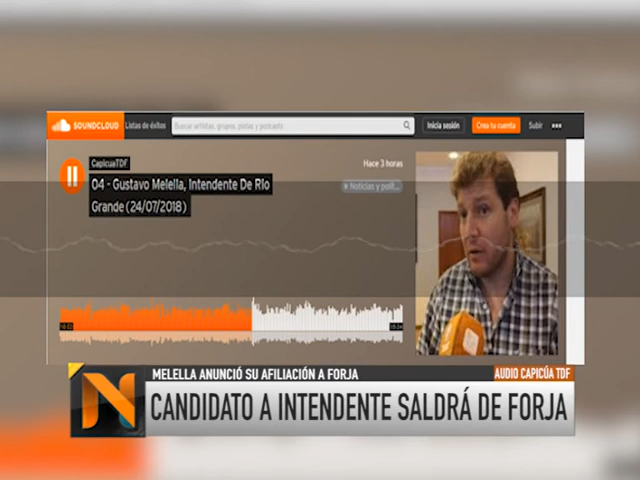 SOUNDCLOUD
Listas de éxitos
Buscar artistas, grupos, pistas y podcasts
Inicia sesión
Crea tu cuenta
Subir
CapicuaTDF
Hace 3 horas
04 - Gustavo Melella, Intendente De Rio
Grande (24/07/2018)
# Noticias y polít...
MELELLA ANUNCIÓ SU AFILIACIÓN A FORJA
AUDIO CAPICÚA TDF
N
CANDIDATO A INTENDENTE SALDRÁ DE FORJA